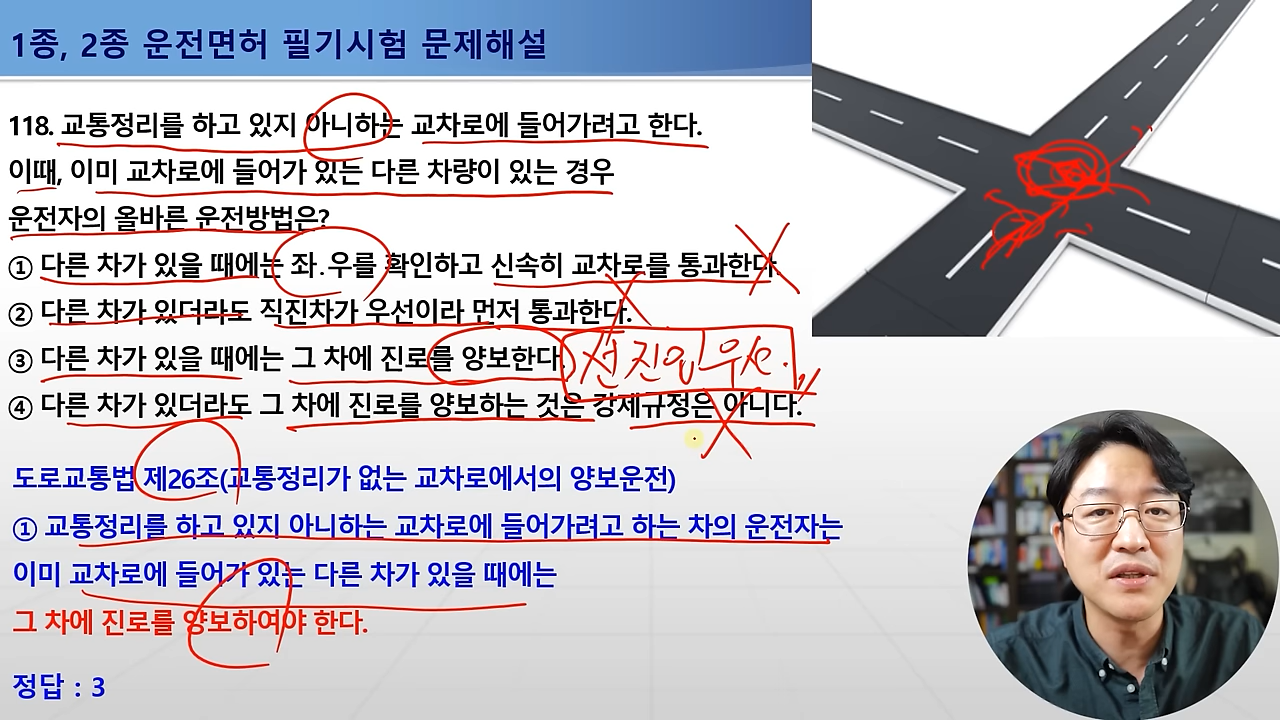 1종, 2종 운전면허 필기시험 문제해설
118. 교통정리를 하고 있지 아니하는 교차로에 들어가려고 한다.
이때, 이미 교차로에 들어가 있는 다른 차량이 있는 경우
운전자의 올바른 운전방법은?
① 다른 차가 있을 때에는 좌.우를 확인하고 신속히 교차로를 통과한다.
② 다른 차가 있더라도 직진차가 우선이라 먼저 통과한다.
③ 다른 차가 있을 때에는 그 차에 진로를 양보한다.
선진입 우선.
④ 다른 차가 있더라도 그 차에 진로를 양보하는 것은 강제규정은 아니다.
도로교통법 제26조(교통정리가 없는 교차로에서의 양보운전)
① 교통정리를 하고 있지 아니하는 교차로에 들어가려고 하는 차의 운전자는
이미 교차로에 들어가 있는 다른 차가 있을 때에는
그 차에 진로를 양보하여야 한다.
정답 : 3